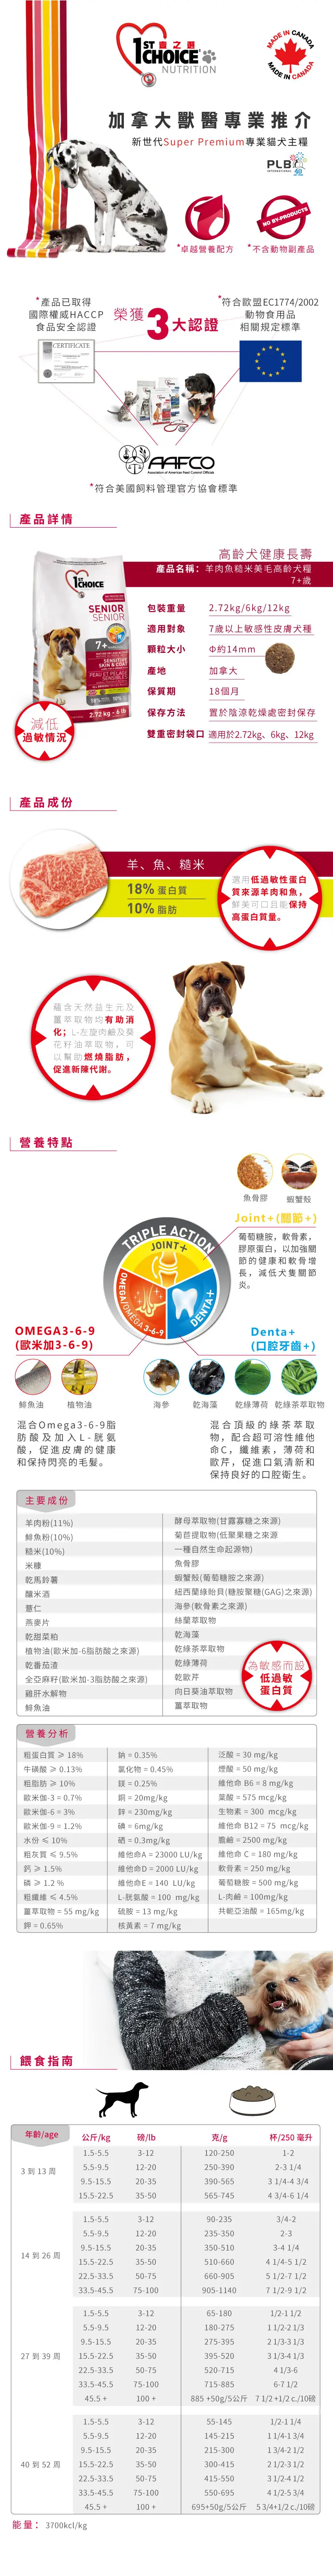 1ST 首之選
CHOICE
NUTRITION
MADE IN CANADA
MADE IN CANADA
加拿大獸醫專業推介
新世代Super Premium專業貓犬主糧
PLB
INTERNATIONAL
NO BY-PRODUCTS
*卓越營養配方
*不含動物副產品
*產品已取得
國際權威HACCP
食品安全認證
榮獲3大認證
*符合歐盟EC1774/2002
動物食用品
相關規定標準
CERTIFICATE
AAFCO
Association of American Feed Control Officials
*符合美國飼料管理官方協會標準
產品詳情
高齡犬健康長壽
產品名稱：羊肉魚糙米美毛高齡犬糧
7+歲
1ST
CHOICE
SENIOR
SENIOR
7+
SENSITIVE
SKIN & COAT
2.72 kg - 6 lb
減低
過敏情況
包裝重量 2.72kg/6kg/12kg
適用對象 7歲以上敏感性皮膚犬種
顆粒大小 Φ約14mm
產地 加拿大
保質期 18個月
保存方法 置於陰涼乾燥處密封保存
雙重密封袋口 適用於2.72kg、6kg、12kg
產品成份
羊、魚、糙米
18% 蛋白質
10% 脂肪
選用低過敏性蛋白
質來源羊肉和魚，
鮮美可口且能保持
高蛋白質量。
蘊含天然益生元及
薑萃取物均有助消
化；L-左旋肉鹼及葵
花籽油萃取物，可
以幫助燃燒脂肪，
促進新陳代謝。
營養特點
魚骨膠
蝦蟹殼
Joint+(關節+)
葡萄糖胺，軟骨素，
膠原蛋白，以加強關
節的健康和軟骨增
長，減低犬隻關節
炎。
TRIPLE ACTION
JOINT+
OMEGA/OMÉGA 3-6-9
DENTA+
OMEGA3-6-9
(歐米加3-6-9)
Denta+
(口腔牙齒+)
鯡魚油
植物油
海參
乾海藻
乾綠薄荷
乾綠茶萃取物
混合Omega3-6-9脂
肪酸及加入L-胱氨
酸，促進皮膚的健康
和保持閃亮的毛髮。
混合頂級的綠茶萃取
物，配合超可溶性維他
命C，纖維素，薄荷和
歐芹，促進口氣清新和
保持良好的口腔衛生。
主要成份
羊肉粉(11%)
鯡魚粉(10%)
糙米(10%)
米糠
乾馬鈴薯
釀米酒
薏仁
燕麥片
乾甜菜粕
植物油(歐米加-6脂肪酸之來源)
乾番茄渣
全亞麻籽(歐米加-3脂肪酸之來源)
雞肝水解物
鯡魚油
酵母萃取物(甘露寡糖之來源)
菊苣提取物(低聚果糖之來源
一種自然生命起源物)
魚骨膠
蝦蟹殼(葡萄糖胺之來源)
紐西蘭綠貽貝(糖胺聚糖(GAG)之來源)
海參(軟骨素之來源)
絲蘭萃取物
乾海藻
乾綠茶萃取物
乾綠薄荷
乾歐芹
向日葵油萃取物
薑萃取物
為敏感而設
低過敏
蛋白質
營養分析
粗蛋白質 ≥ 18%
牛磺酸 ≥ 0.13%
粗脂肪 ≥ 10%
歐米伽-3 = 0.7%
歐米伽-6 = 3%
歐米伽-9 = 1.2%
水份 ≤ 10%
粗灰質 ≤ 9.5%
鈣 ≥ 1.5%
磷 ≥ 1.2 %
粗纖維 ≤ 4.5%
薑萃取物 = 55 mg/kg
鉀 = 0.65%
鈉 = 0.35%
氯化物 = 0.45%
鎂 = 0.25%
銅 = 20mg/kg
鋅 = 230mg/kg
碘 = 6mg/kg
硒 = 0.3mg/kg
維他命A = 23000 LU/kg
維他命D = 2000 LU/kg
維他命E = 140 LU/kg
L-胱氨酸 = 100 mg/kg
硫胺 = 13 mg/kg
核黃素 = 7 mg/kg
泛酸 = 30 mg/kg
煙酸 = 50 mg/kg
維他命 B6 = 8 mg/kg
葉酸 = 575 mcg/kg
生物素 = 300 mcg/kg
維他命 B12 = 75 mcg/kg
膽鹼 = 2500 mg/kg
維他命 C = 180 mg/kg
軟骨素 = 250 mg/kg
葡萄糖胺 = 500 mg/kg
L-肉鹼 = 100mg/kg
共軛亞油酸 = 165mg/kg
餵食指南
年齡/age 公斤/kg 磅/lb 克/g 杯/250 毫升
3 到 13 周
1.5-5.5 3-12 120-250 1-2
5.5-9.5 12-20 250-390 2-3 1/4
9.5-15.5 20-35 390-565 3 1/4-4 3/4
15.5-22.5 35-50 565-745 4 3/4-6 1/4
14 到 26 周
1.5-5.5 3-12 90-235 3/4-2
5.5-9.5 12-20 235-350 2-3
9.5-15.5 20-35 350-510 3-4 1/4
15.5-22.5 35-50 510-660 4 1/4-5 1/2
22.5-33.5 50-75 660-905 5 1/2-7 1/2
33.5-45.5 75-100 905-1140 7 1/2-9 1/2
27 到 39 周
1.5-5.5 3-12 65-180 1/2-1 1/2
5.5-9.5 12-20 180-275 1 1/2-2 1/3
9.5-15.5 20-35 275-395 2 1/3-3 1/3
15.5-22.5 35-50 395-520 3 1/3-4 1/3
22.5-33.5 50-75 520-715 4 1/3-6
33.5-45.5 75-100 715-885 6-7 1/2
45.5 + 100 + 885 +50g/5公斤 7 1/2 +1/2 c./10磅
40 到 52 周
1.5-5.5 3-12 55-145 1/2-1 1/4
5.5-9.5 12-20 145-215 1 1/4-1 3/4
9.5-15.5 20-35 215-300 1 3/4-2 1/2
15.5-22.5 35-50 300-415 2 1/2-3 1/2
22.5-33.5 50-75 415-550 3 1/2-4 1/2
33.5-45.5 75-100 550-695 4 1/2-5 3/4
45.5 + 100 + 695+50g/5公斤 5 3/4+1/2 c./10磅
能量： 3700kcl/kg